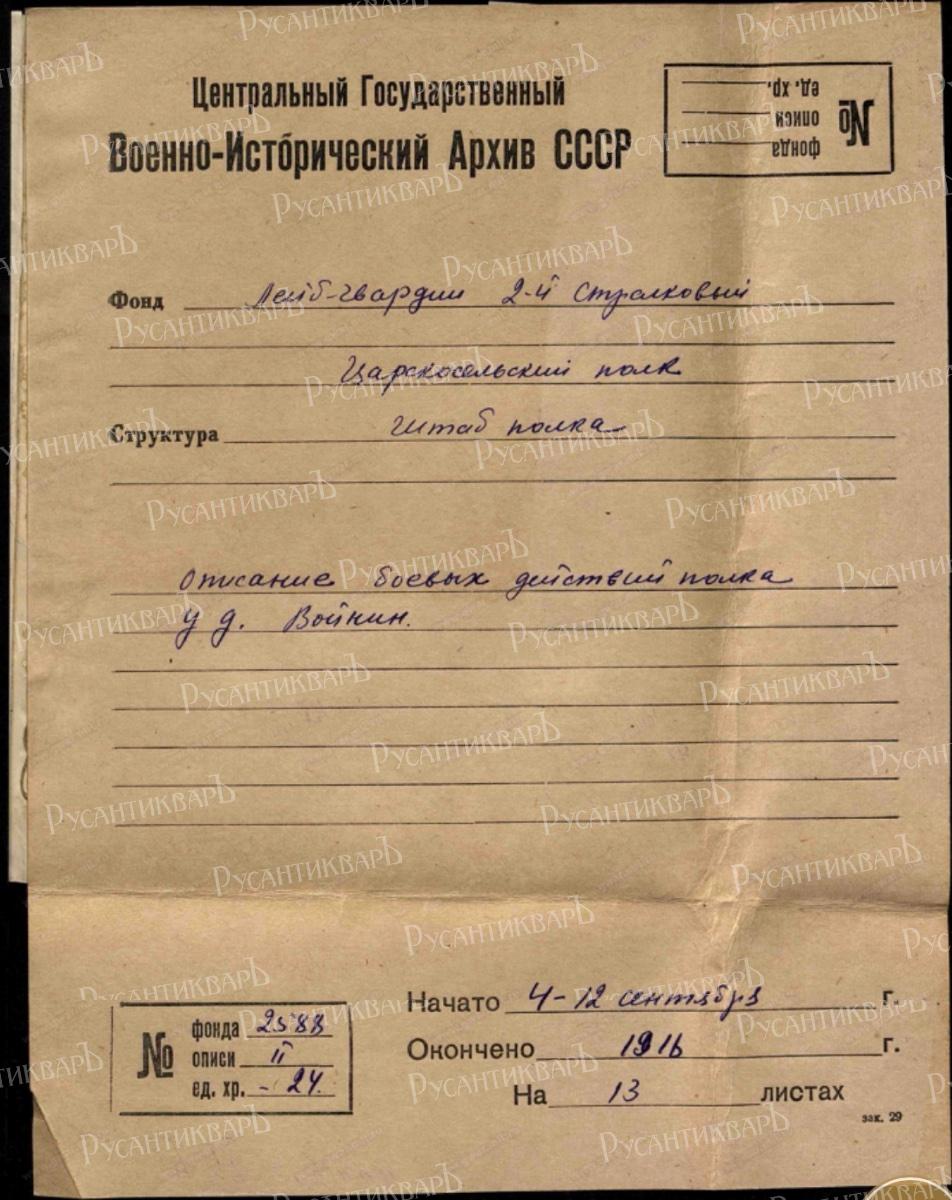 Центральный Государственный
Военно-Исторический Архив СССР
№ фонда
описи
ед. хр.
Фонд Лейб-гвардии 2-й Стрелковый
Царскосельский полк
Структура Штаб полка
Описание боевых действий полка
у д. Войнин.
№ фонда 2588
описи II
ед. хр. - 24.
Начато 4-12 сентября г.
Окончено 1916 г.
На 13 листах
зак. 29
РусантикварЪ